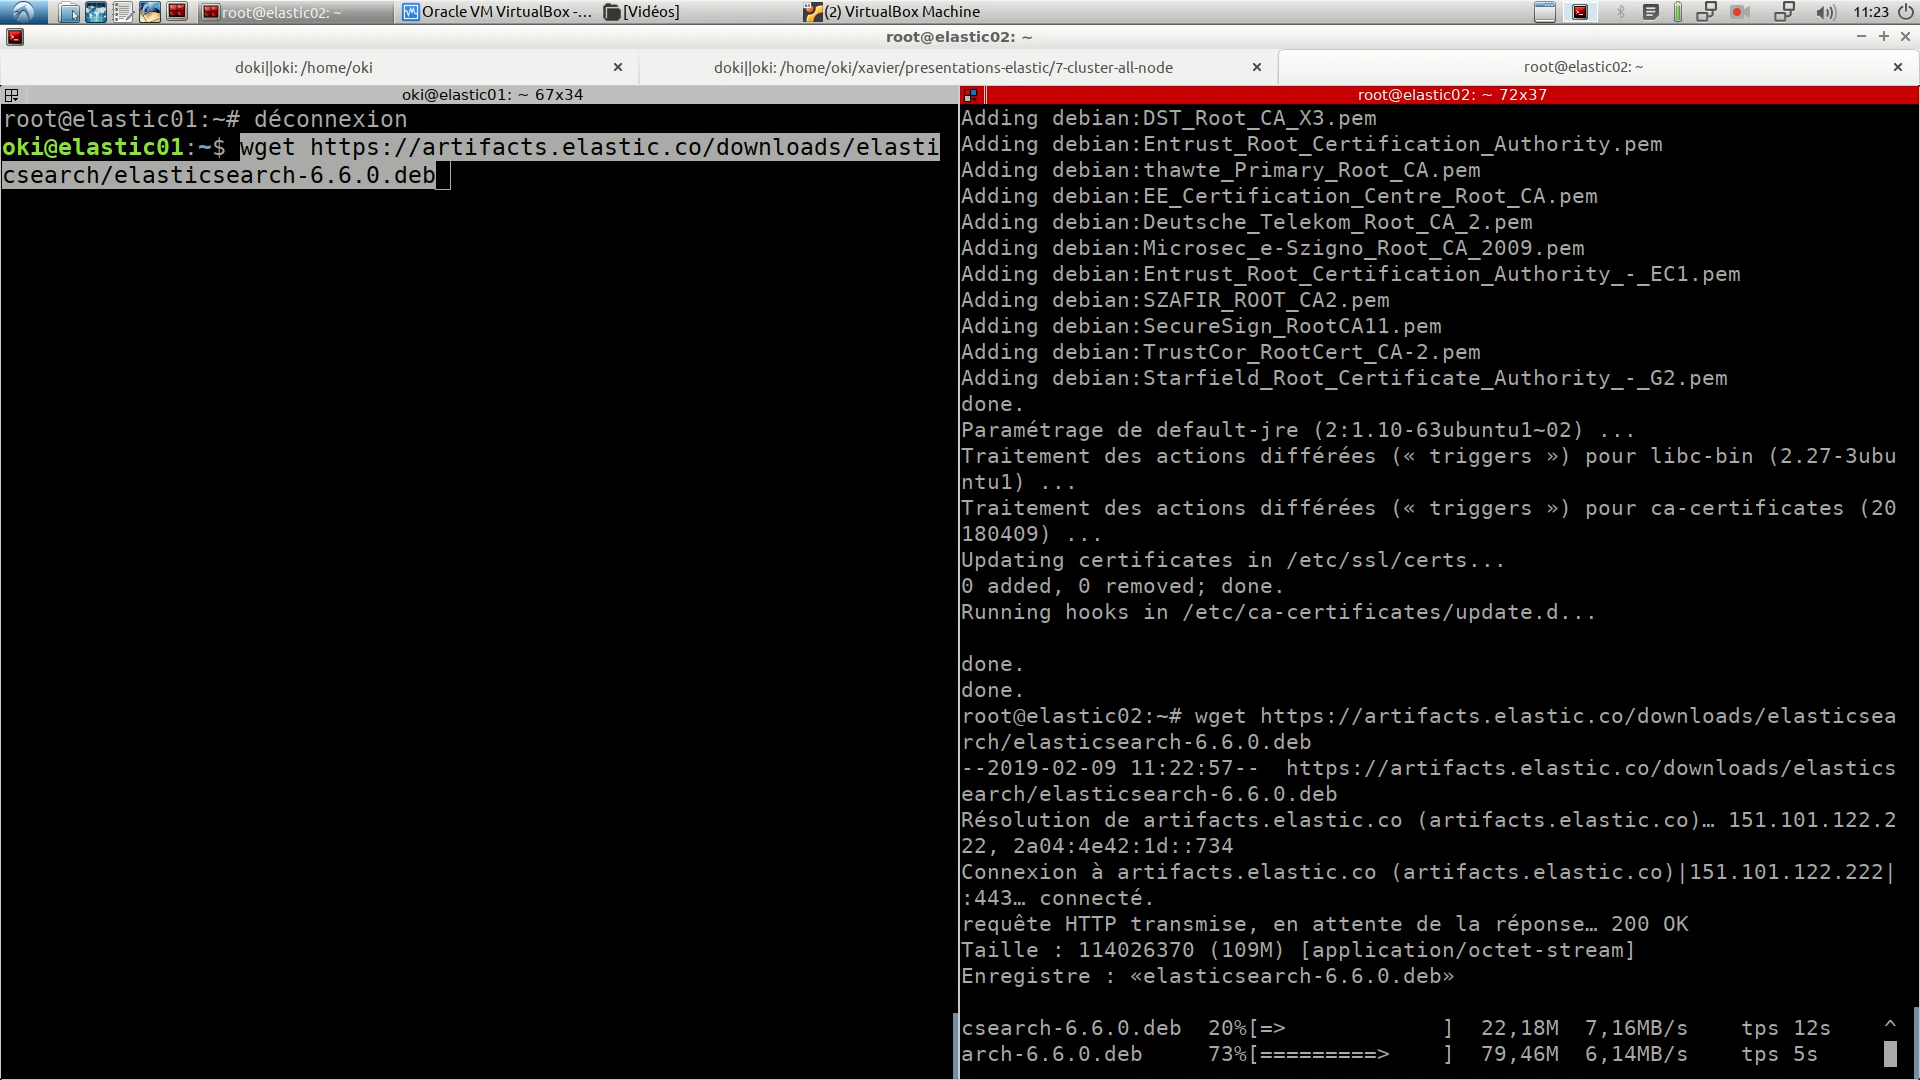 root@elastic02: ~
Oracle VM VirtualBox -...
[Vidéos]
(2) VirtualBox Machine
11:23
root@elastic02: ~
doki||oki: /home/oki
doki||oki: /home/oki/xavier/presentations-elastic/7-cluster-all-node
root@elastic02: ~
oki@elastic01: ~ 67x34
root@elastic01:~# déconnexion
oki@elastic01:~$ wget https://artifacts.elastic.co/downloads/elasti
csearch/elasticsearch-6.6.0.deb
root@elastic02: ~ 72x37
Adding debian:DST_Root_CA_X3.pem
Adding debian:Entrust_Root_Certification_Authority.pem
Adding debian:thawte_Primary_Root_CA.pem
Adding debian:EE_Certification_Centre_Root_CA.pem
Adding debian:Deutsche_Telekom_Root_CA_2.pem
Adding debian:Microsec_e-Szigno_Root_CA_2009.pem
Adding debian:Entrust_Root_Certification_Authority_-_EC1.pem
Adding debian:SZAFIR_ROOT_CA2.pem
Adding debian:SecureSign_RootCA11.pem
Adding debian:TrustCor_RootCert_CA-2.pem
Adding debian:Starfield_Root_Certificate_Authority_-_G2.pem
done.
Paramétrage de default-jre (2:1.10-63ubuntu1~02) ...
Traitement des actions différées (« triggers ») pour libc-bin (2.27-3ubu
ntu1) ...
Traitement des actions différées (« triggers ») pour ca-certificates (20
180409) ...
Updating certificates in /etc/ssl/certs...
0 added, 0 removed; done.
Running hooks in /etc/ca-certificates/update.d...
done.
done.
root@elastic02:~# wget https://artifacts.elastic.co/downloads/elasticsea
rch/elasticsearch-6.6.0.deb
--2019-02-09 11:22:57--  https://artifacts.elastic.co/downloads/elastics
earch/elasticsearch-6.6.0.deb
Résolution de artifacts.elastic.co (artifacts.elastic.co)… 151.101.122.2
22, 2a04:4e42:1d::734
Connexion à artifacts.elastic.co (artifacts.elastic.co)|151.101.122.222|
:443… connecté.
requête HTTP transmise, en attente de la réponse… 200 OK
Taille : 114026370 (109M) [application/octet-stream]
Enregistre : «elasticsearch-6.6.0.deb»
csearch-6.6.0.deb  20%[=>            ]  22,18M  7,16MB/s    tps 12s    ^
arch-6.6.0.deb     73%[=========>    ]  79,46M  6,14MB/s    tps 5s